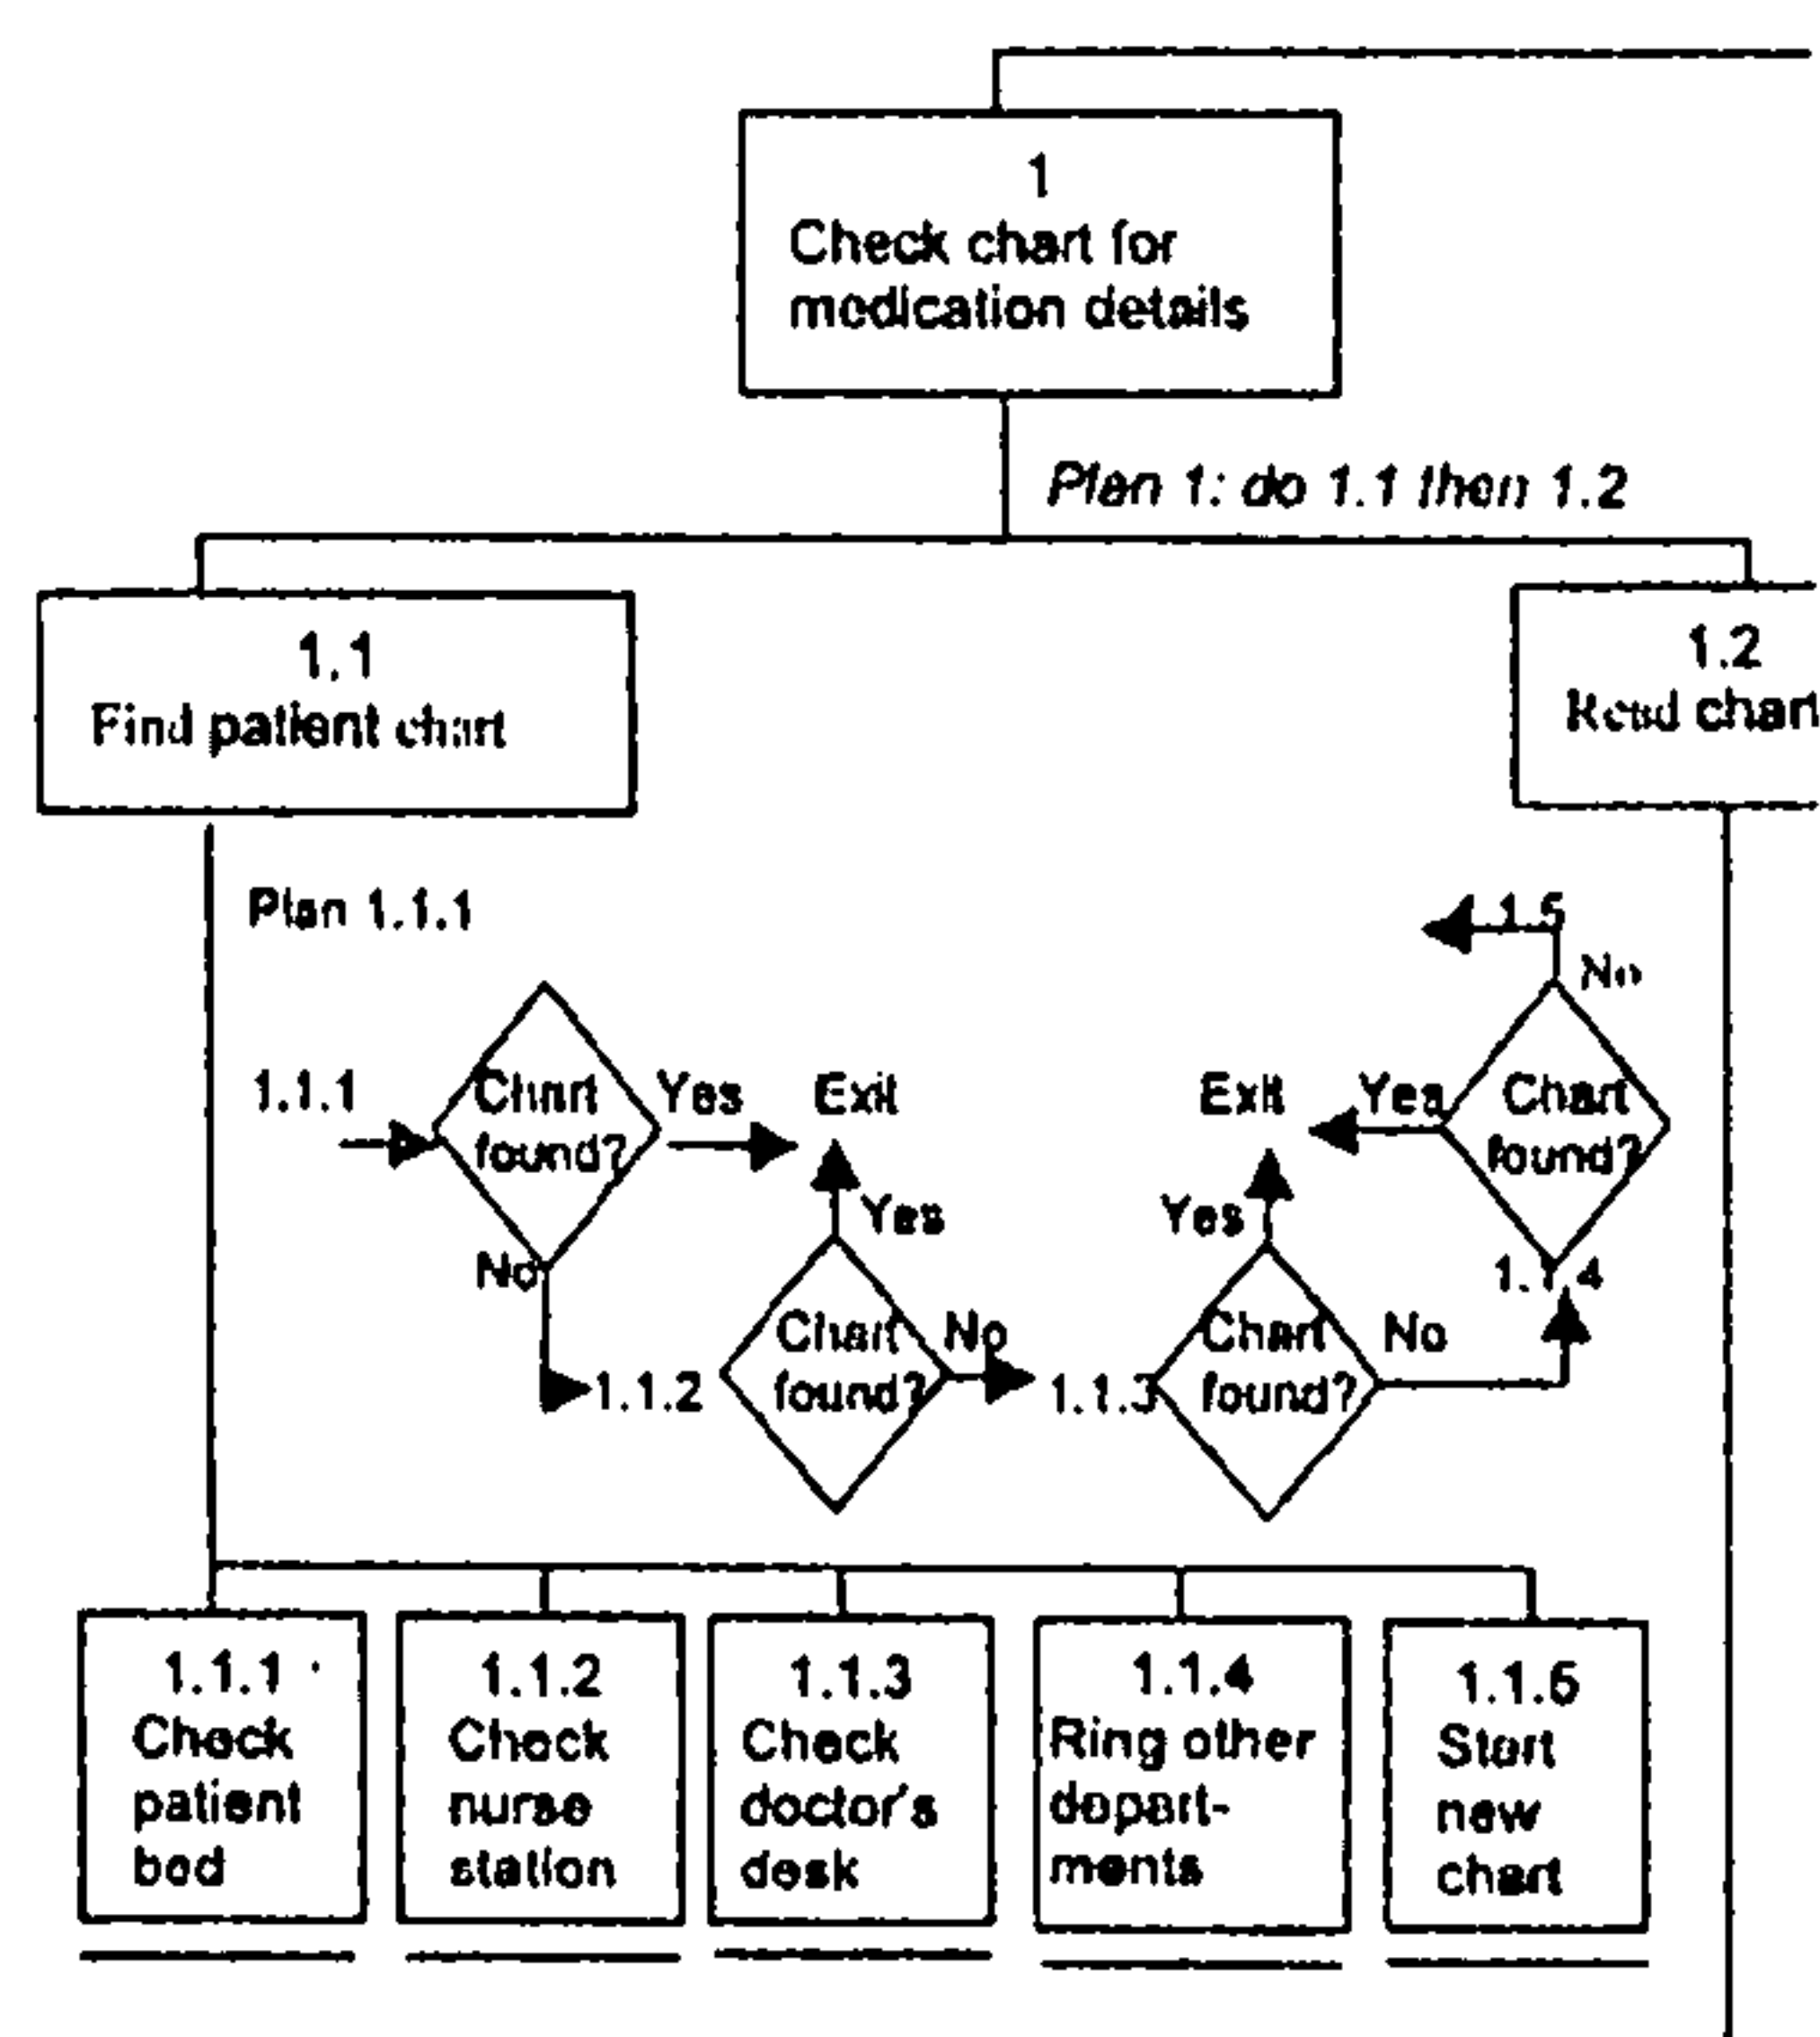 1
Check chart for
medication details
Plan 1: do 1.1 then 1.2
1.1
Find patient chart
1.2
Read chart
Plan 1.1.1
1.1.5
No
1.1.1
Chart
found?
Yes
Exit
Exit
Yes
Chart
found?
No
Yes
Yes
1.1.4
1.1.2
Chart
found?
No
1.1.3
Chart
found?
No
1.1.1
Check
patient
bed
1.1.2
Check
nurse
station
1.1.3
Check
doctor's
desk
1.1.4
Ring other
depart-
ments
1.1.5
Start
new
chart